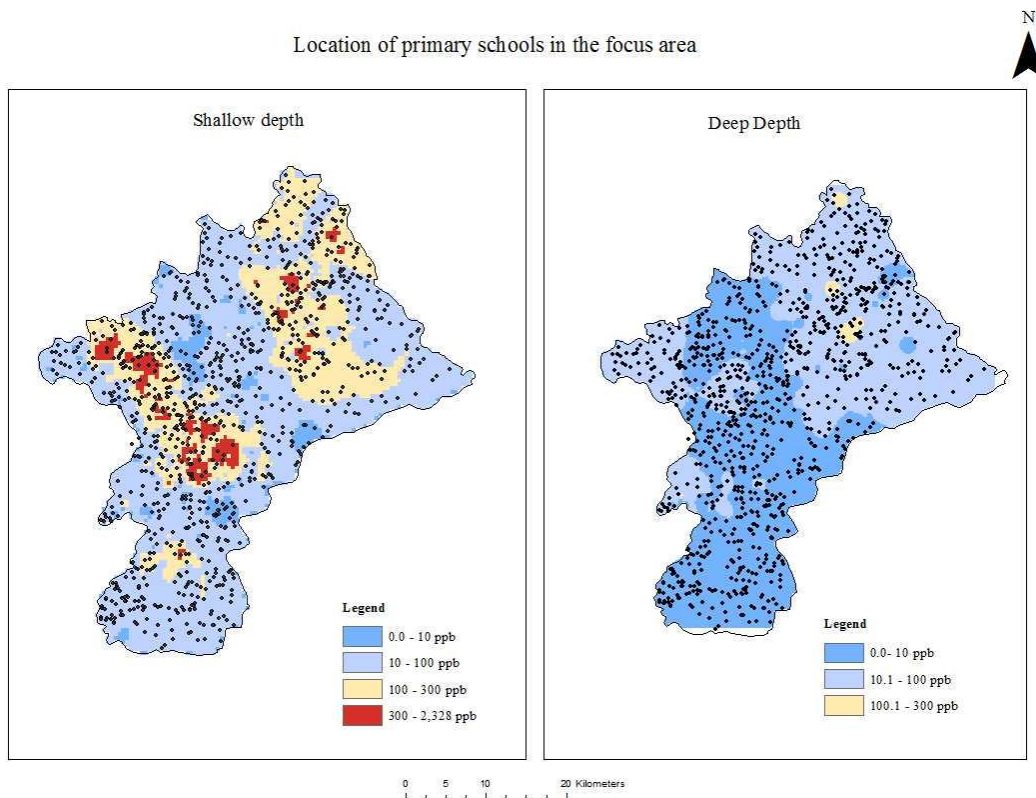 N
Location of primary schools in the focus area
Shallow depth
Legend
0.0 - 10 ppb
10 - 100 ppb
100 - 300 ppb
300 - 2,328 ppb
Deep Depth
Legend
0.0- 10 ppb
10.1 - 100 ppb
100.1 - 300 ppb
0 5 10 20 Kilometers